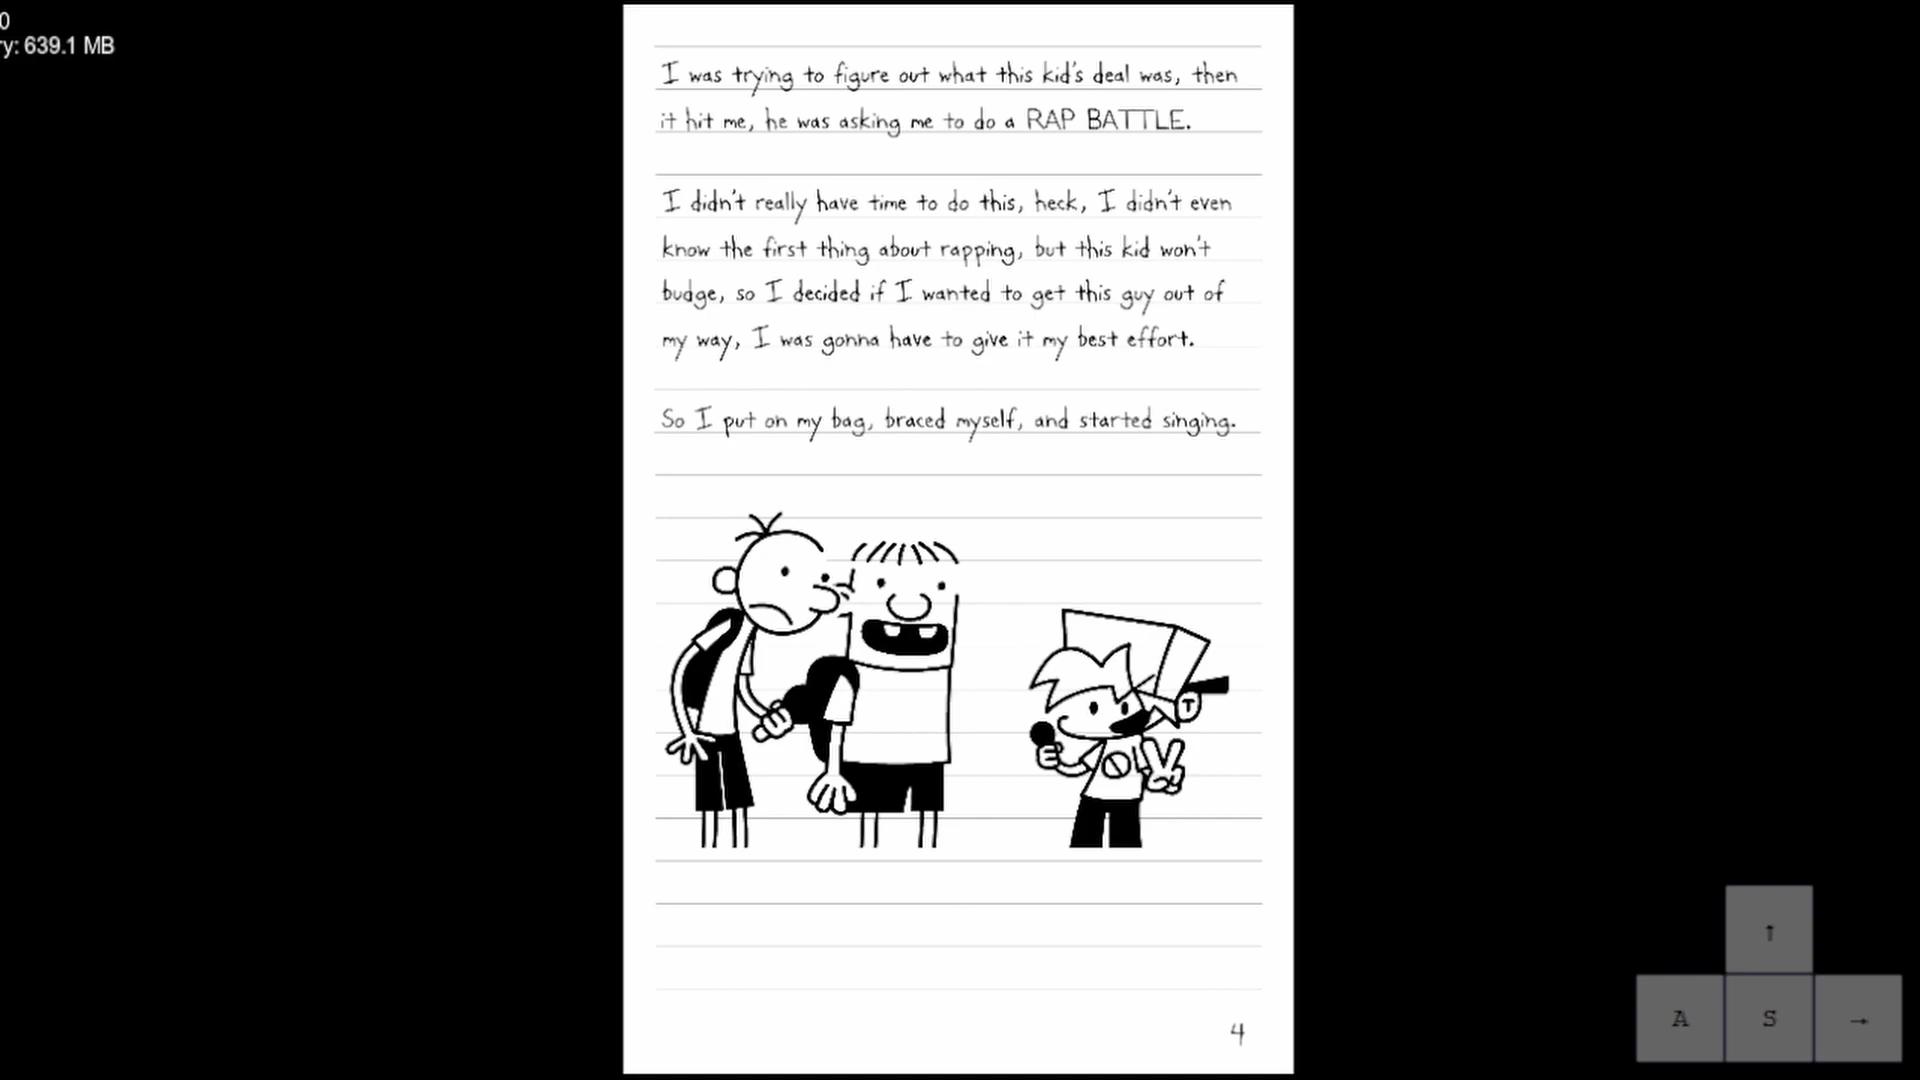 0
ry: 639.1 MB
I was trying to figure out what this kid's deal was, then
it hit me, he was asking me to do a RAP BATTLE.
I didn't really have time to do this, heck, I didn't even
know the first thing about rapping, but this kid won't
budge, so I decided if I wanted to get this guy out of
my way, I was gonna have to give it my best effort.
So I put on my bag, braced myself, and started singing.
T
4
↑
A S →